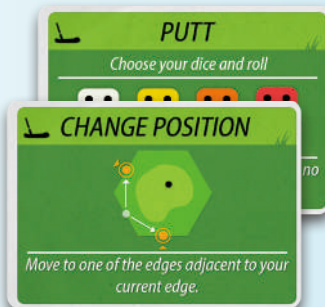 PUTT
Choose your dice and roll
no
CHANGE POSITION
Move to one of the edges adjacent to your
current edge.